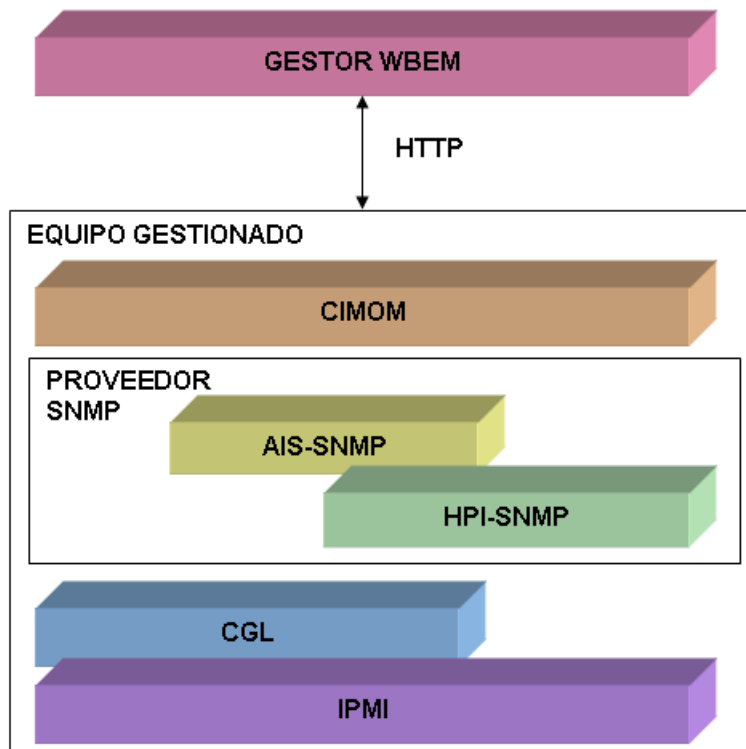 GESTOR WBEM
HTTP
EQUIPO GESTIONADO
CIMOM
PROVEEDOR
SNMP
AIS-SNMP
HPI-SNMP
CGL
IPMI